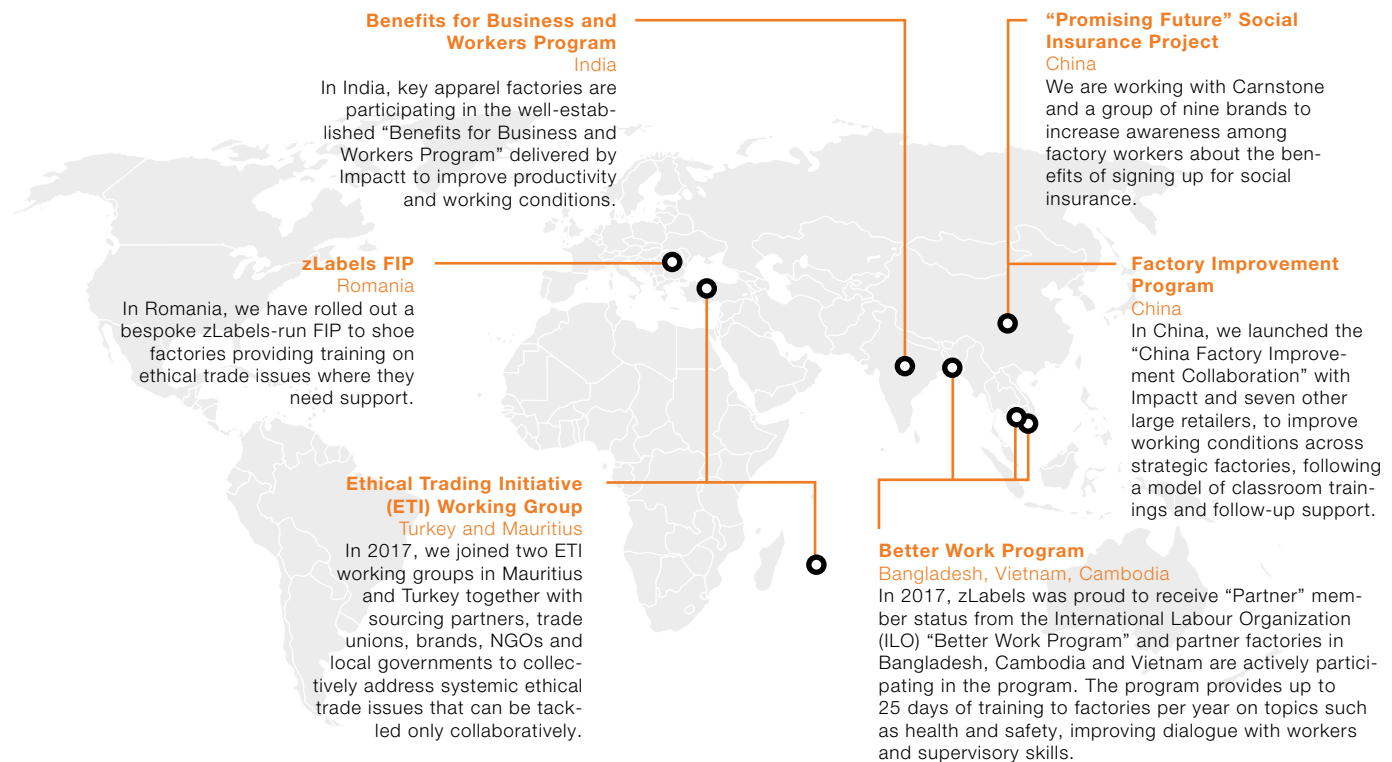 Benefits for Business and
Workers Program
India
In India, key apparel factories are
participating in the well-estab-
lished “Benefits for Business and
Workers Program” delivered by
Impactt to improve productivity
and working conditions.
“Promising Future” Social
Insurance Project
China
We are working with Carnstone
and a group of nine brands to
increase awareness among
factory workers about the ben-
efits of signing up for social
insurance.
zLabels FIP
Romania
In Romania, we have rolled out a
bespoke zLabels-run FIP to shoe
factories providing training on
ethical trade issues where they
need support.
Factory Improvement
Program
China
In China, we launched the
“China Factory Improve-
ment Collaboration” with
Impactt and seven other
large retailers, to improve
working conditions across
strategic factories, following
a model of classroom train-
ings and follow-up support.
Ethical Trading Initiative
(ETI) Working Group
Turkey and Mauritius
In 2017, we joined two ETI
working groups in Mauritius
and Turkey together with
sourcing partners, trade
unions, brands, NGOs and
local governments to collec-
tively address systemic ethical
trade issues that can be tack-
led only collaboratively.
Better Work Program
Bangladesh, Vietnam, Cambodia
In 2017, zLabels was proud to receive “Partner” mem-
ber status from the International Labour Organization
(ILO) “Better Work Program” and partner factories in
Bangladesh, Cambodia and Vietnam are actively partici-
pating in the program. The program provides up to
25 days of training to factories per year on topics such
as health and safety, improving dialogue with workers
and supervisory skills.